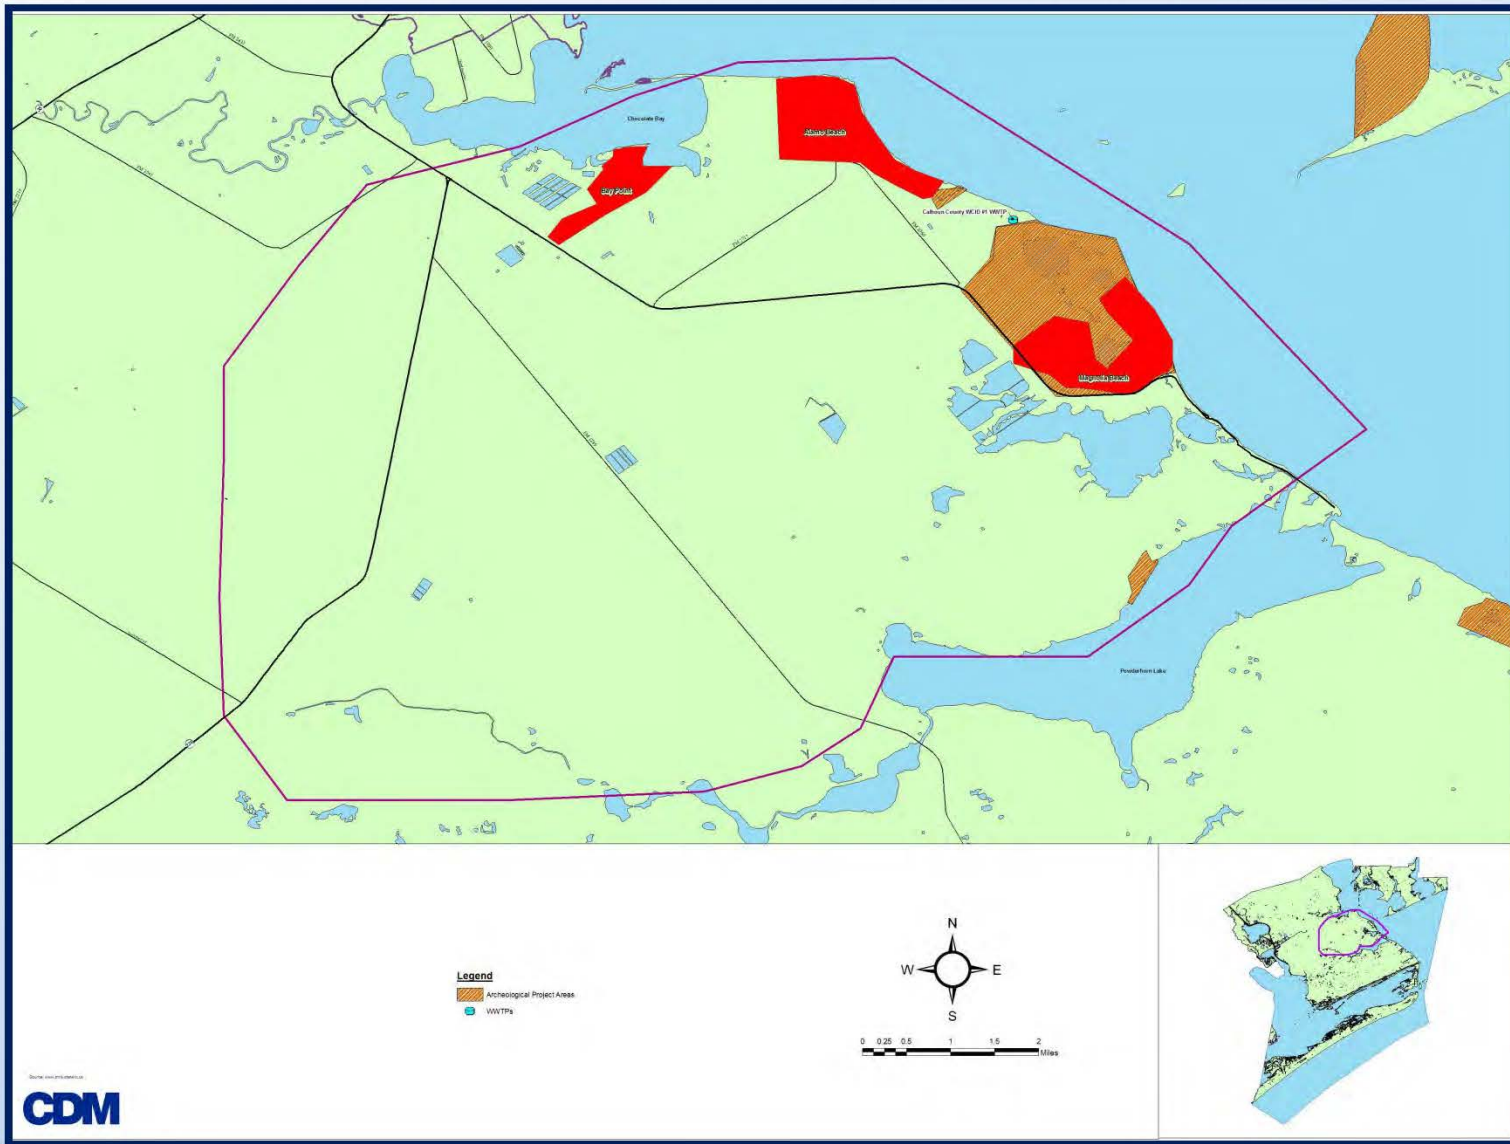 Chocolate Bay
Alamo Beach
Bay Point
Calhoun County WCID #1 WWTP
Magnolia Beach
Powderhorn Lake
Legend
Archeological Project Areas
WWTPs
N
W
E
S
0 0.25 0.5 1 1.5 2
Miles
CDM